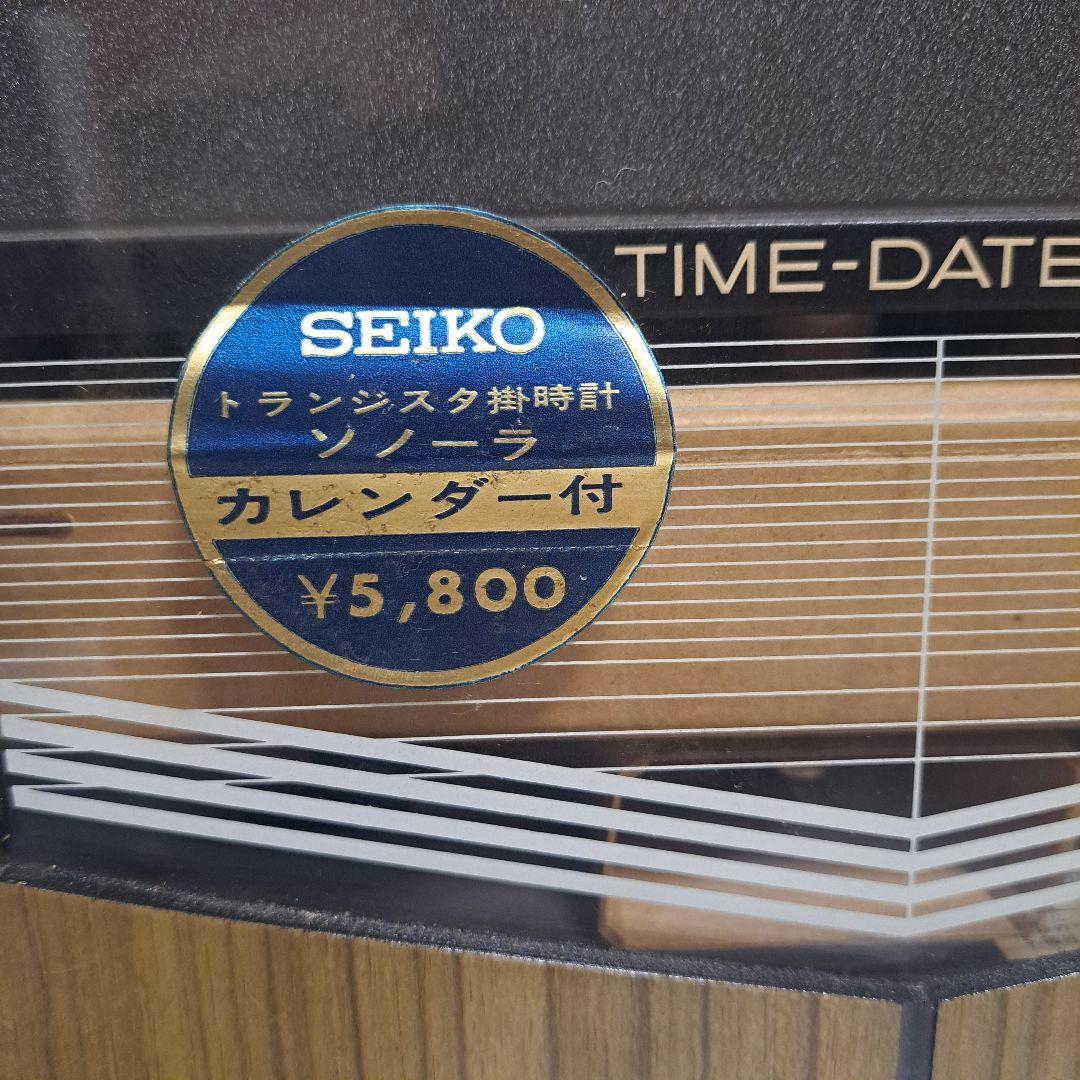 TIME-DATE
SEIKO
トランジスタ掛時計
ソノーラ
カレンダー付
¥5,800